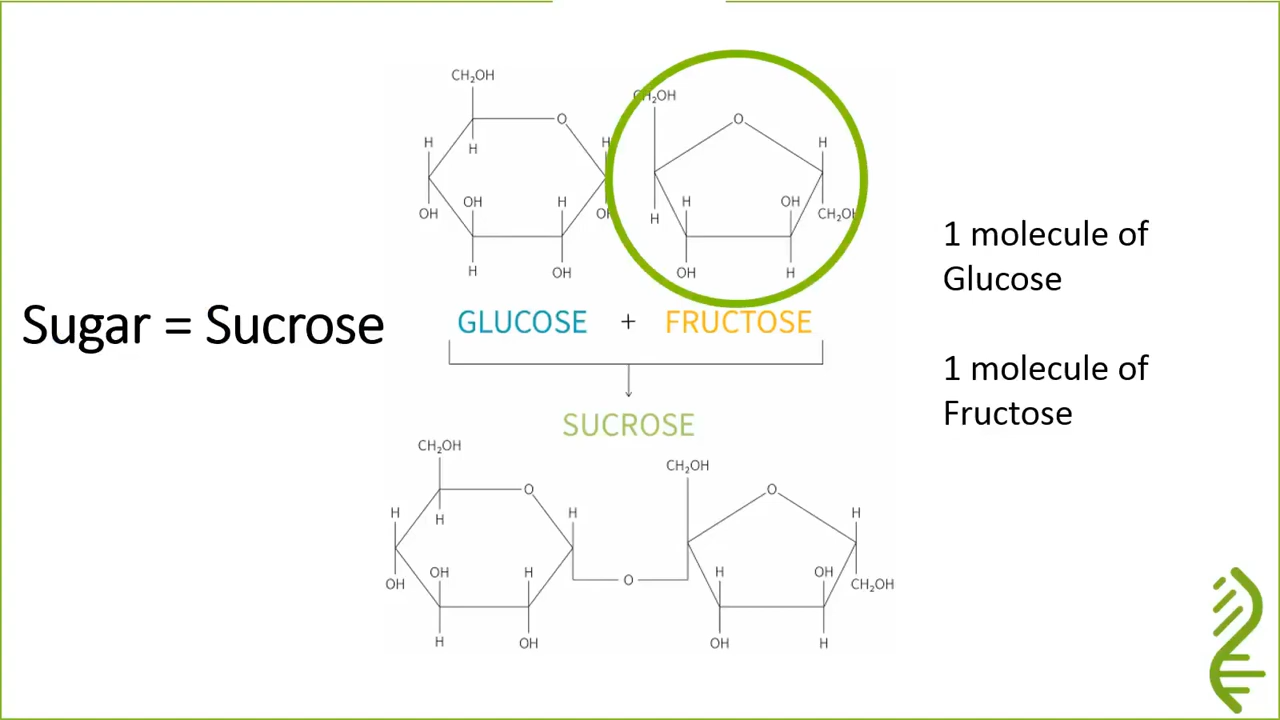 Sugar = Sucrose
CH₂OH
O
H
H
H
OH
OH
H
OH
H
OH
CH₂OH
O
H
H
H
OH
OH
CH₂OH
OH
H
GLUCOSE + FRUCTOSE
SUCROSE
CH₂OH
O
H
H
H
OH
OH
H
H
OH
O
CH₂OH
O
H
H
OH
OH
CH₂OH
H
1 molecule of
Glucose
1 molecule of
Fructose